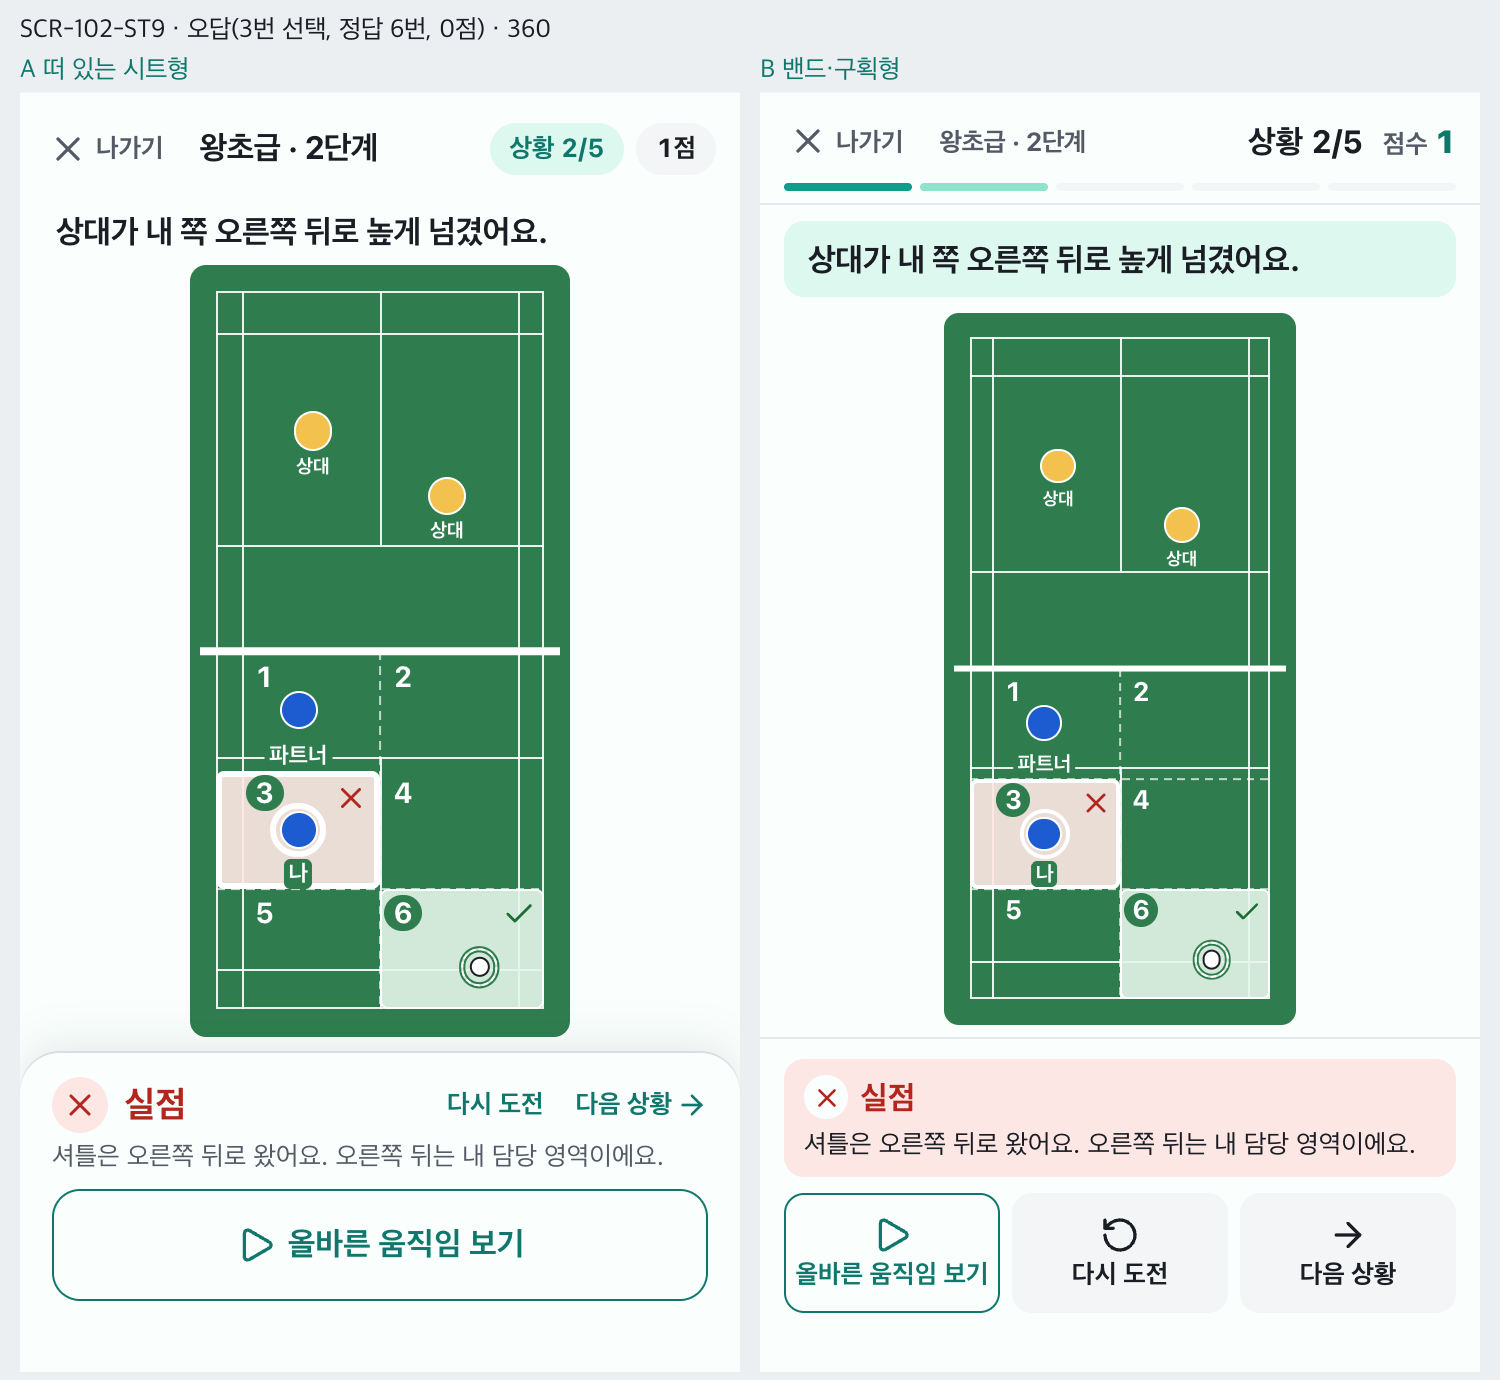 SCR-102-ST9 · 오답(3번 선택, 정답 6번, 0점) · 360
A 떠 있는 시트형
나가기 왕초급 · 2단계 상황 2/5 1점
상대가 내 쪽 오른쪽 뒤로 높게 넘겼어요.
상대
상대
1 2
파트너
3 4
나
5 6
실점 다시 도전 다음 상황 →
셔틀은 오른쪽 뒤로 왔어요. 오른쪽 뒤는 내 담당 영역이에요.
올바른 움직임 보기
B 밴드·구획형
나가기 왕초급 · 2단계 상황 2/5 점수 1
상대가 내 쪽 오른쪽 뒤로 높게 넘겼어요.
상대
상대
1 2
파트너
3 4
나
5 6
실점
셔틀은 오른쪽 뒤로 왔어요. 오른쪽 뒤는 내 담당 영역이에요.
올바른 움직임 보기 다시 도전 다음 상황